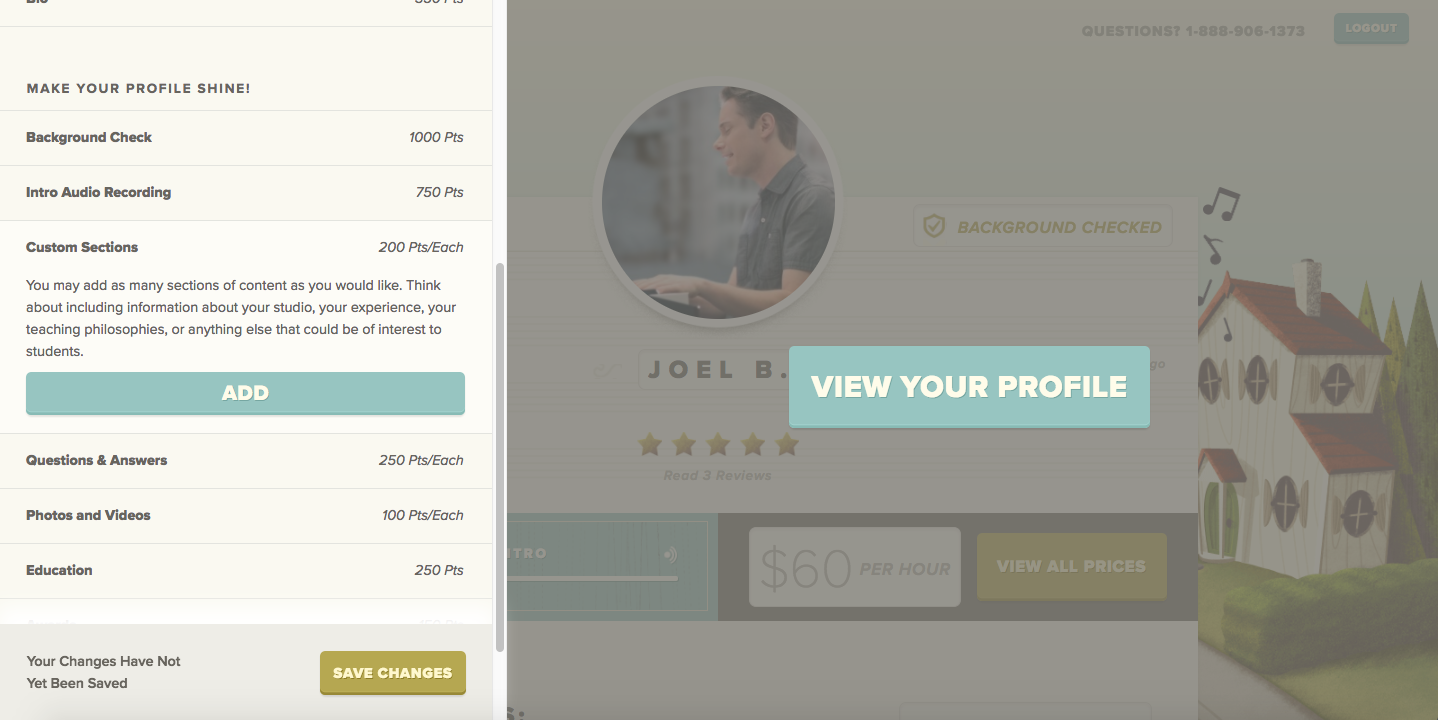 Bio 350 Pts
MAKE YOUR PROFILE SHINE!
Background Check 1000 Pts
Intro Audio Recording 750 Pts
Custom Sections 200 Pts/Each
You may add as many sections of content as you would like. Think
about including information about your studio, your experience, your
teaching philosophies, or anything else that could be of interest to
students.
ADD
Questions & Answers 250 Pts/Each
Photos and Videos 100 Pts/Each
Education 250 Pts
Your Changes Have Not
Yet Been Saved
SAVE CHANGES
QUESTIONS? 1-888-906-1373
LOGOUT
BACKGROUND CHECKED
JOEL B.
VIEW YOUR PROFILE
Read 3 Reviews
$60 PER HOUR
VIEW ALL PRICES